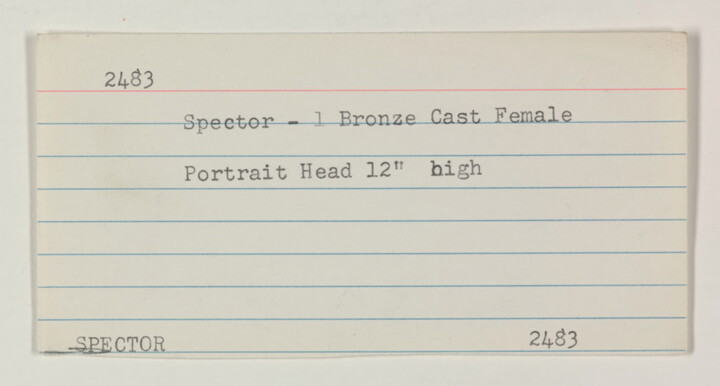 2483
Spector - 1 Bronze Cast Female
Portrait Head 12" high
SPECTOR 2483